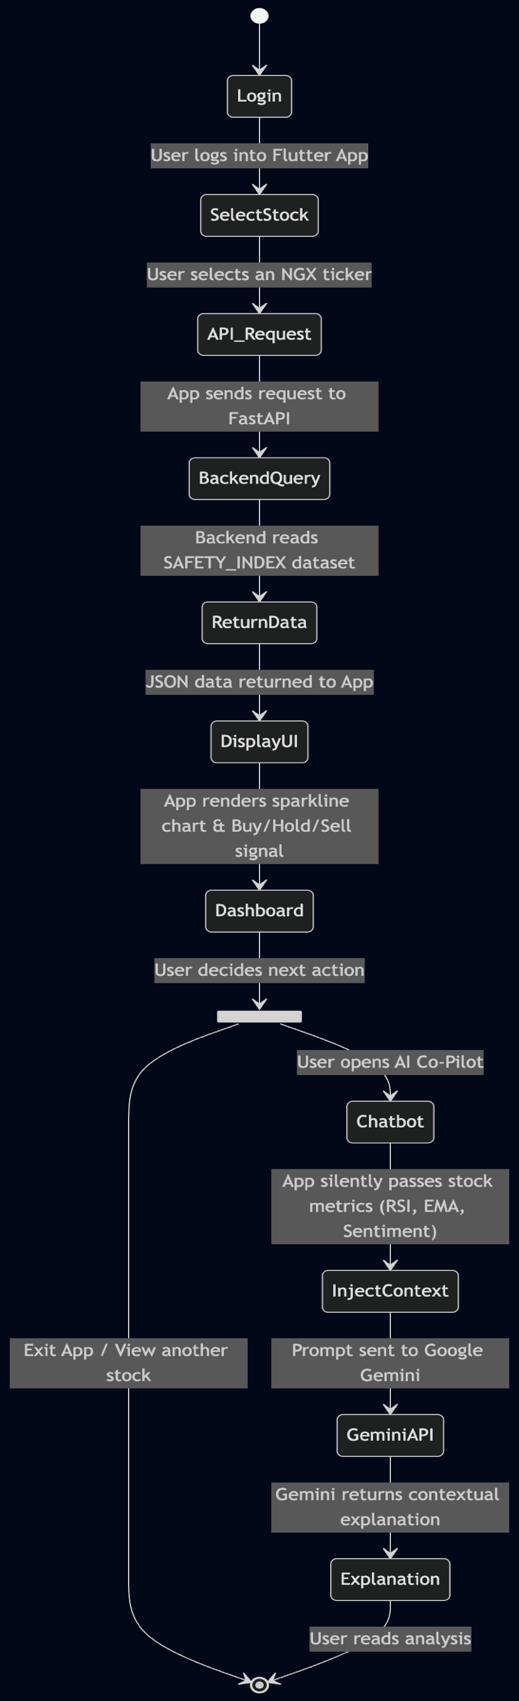 Login
User logs into Flutter App
SelectStock
User selects an NGX ticker
API_Request
App sends request to
FastAPI
BackendQuery
Backend reads
SAFETY_INDEX dataset
ReturnData
JSON data returned to App
DisplayUI
App renders sparkline
chart & Buy/Hold/Sell
signal
Dashboard
User decides next action
User opens AI Co-Pilot
Chatbot
App silently passes stock
metrics (RSI, EMA,
Sentiment)
InjectContext
Exit App / View another
stock
Prompt sent to Google
Gemini
GeminiAPI
Gemini returns contextual
explanation
Explanation
User reads analysis